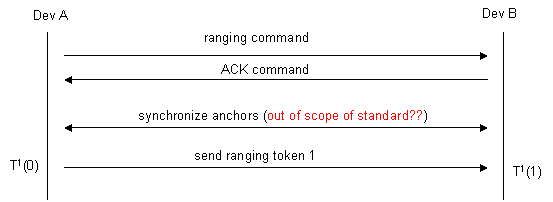 Dev A
Dev B
ranging command
ACK command
synchronize anchors (out of scope of standard??)
send ranging token 1
T¹(0)
T¹(1)